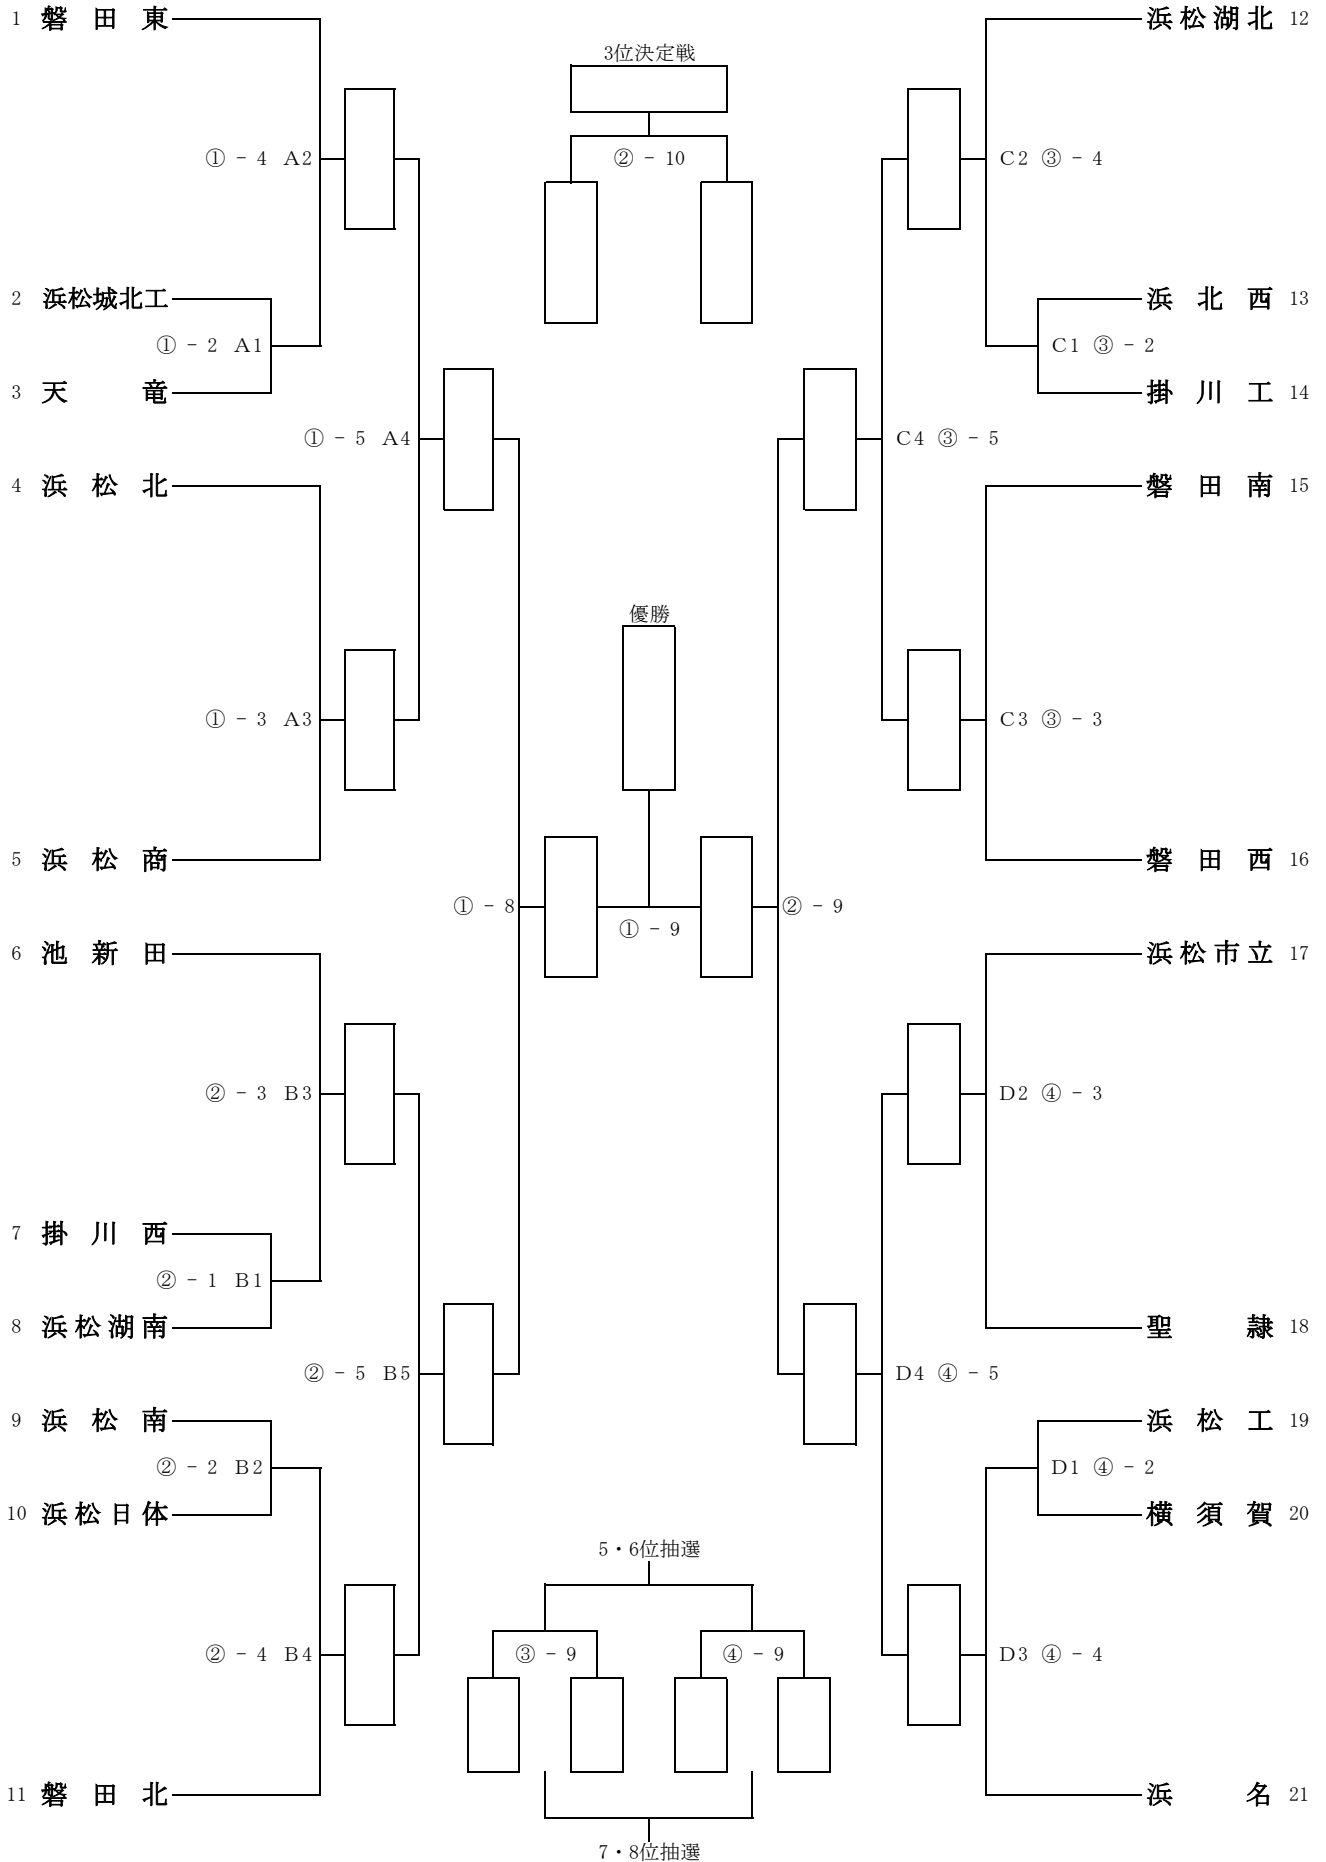 1 磐田東
浜松湖北 12
3位決定戦
① - 4 A2
② - 10
C2 ③ - 4
2 浜松城北工
浜北西 13
① - 2 A1
C1 ③ - 2
3 天竜
掛川工 14
① - 5 A4
C4 ③ - 5
4 浜松北
磐田南 15
優勝
① - 3 A3
C3 ③ - 3
5 浜松商
磐田西 16
① - 8
① - 9
② - 9
6 池新田
浜松市立 17
② - 3 B3
D2 ④ - 3
7 掛川西
② - 1 B1
8 浜松湖南
聖隷 18
② - 5 B5
D4 ④ - 5
9 浜松南
浜松工 19
② - 2 B2
D1 ④ - 2
10 浜松日体
横須賀 20
5・6位抽選
② - 4 B4
③ - 9
④ - 9
D3 ④ - 4
11 磐田北
浜名 21
7・8位抽選